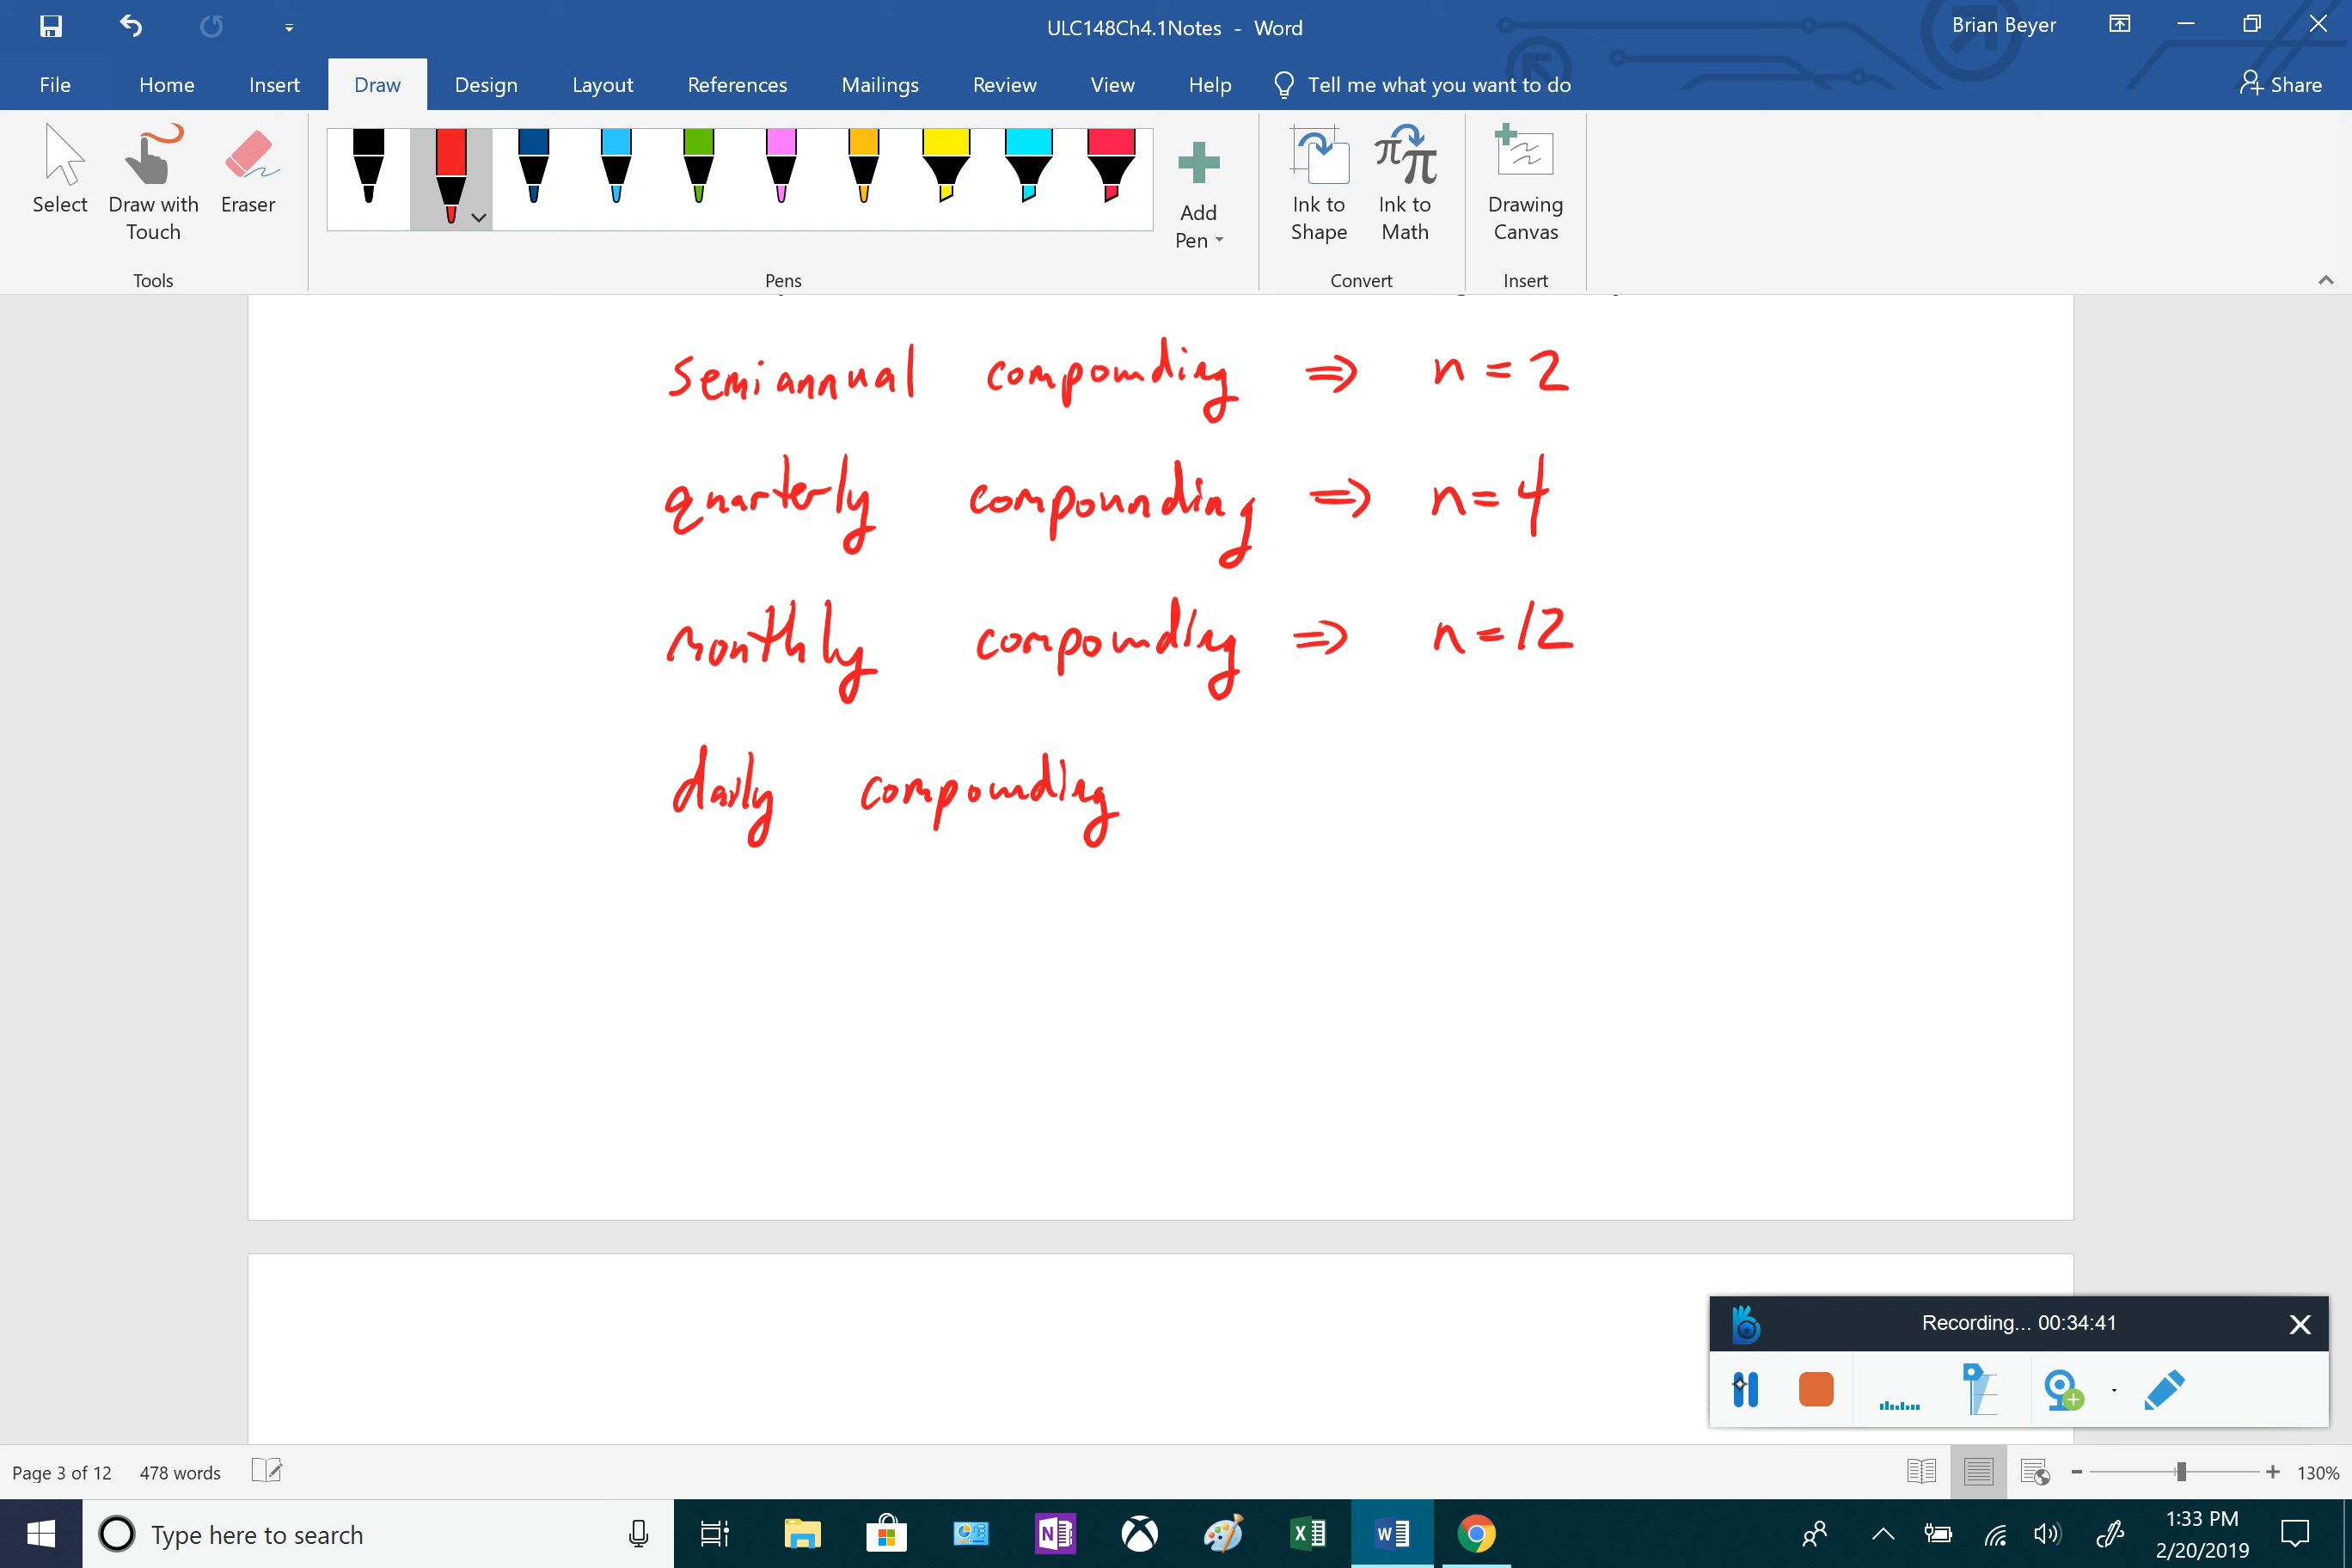 ULC148Ch4.1Notes - Word
Brian Beyer
File Home Insert Draw Design Layout References Mailings Review View Help Tell me what you want to do Share
Select Draw with Touch Eraser Add Pen Ink to Shape Ink to Math Drawing Canvas
Tools Pens Convert Insert
semiannual compounding ⇒ n = 2
quarterly compounding ⇒ n = 4
monthly compounding ⇒ n = 12
daily compounding
Recording... 00:34:41
Page 3 of 12 478 words 130%
Type here to search
1:33 PM
2/20/2019